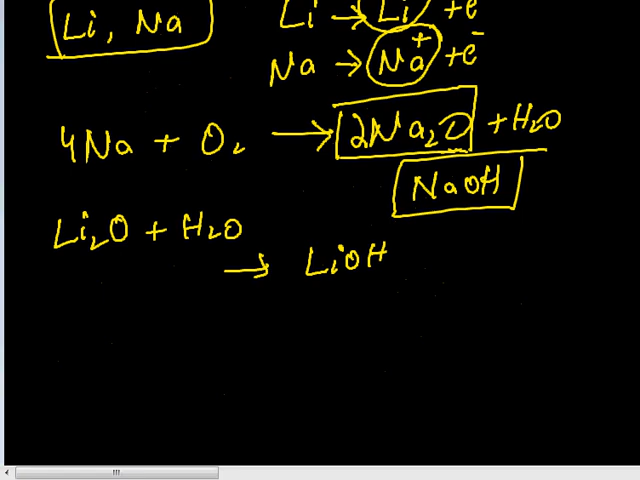 Li, Na
Li → Li + e
Na → Na⁺ + e⁻
4Na + O₂ → 2Na₂O + H₂O
NaOH
Li₂O + H₂O
→ LiOH